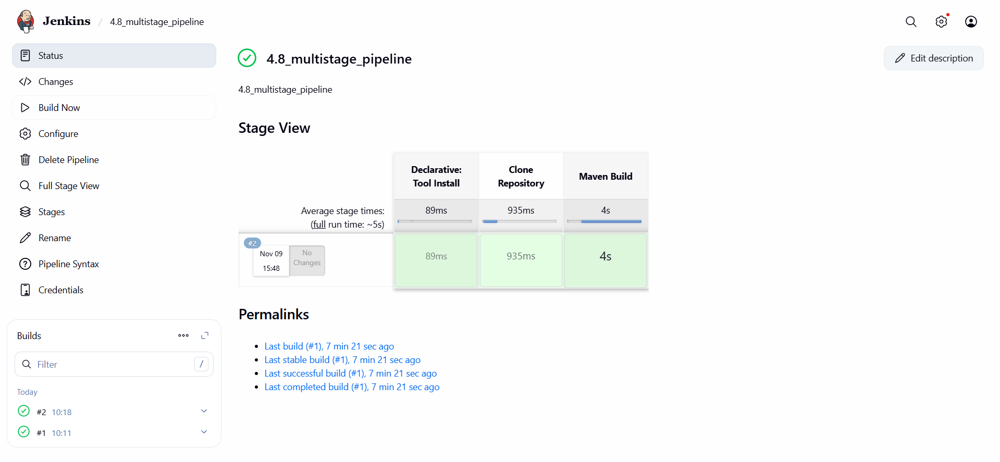 Jenkins / 4.8_multistage_pipeline
Status
Changes
Build Now
Configure
Delete Pipeline
Full Stage View
Stages
Rename
Pipeline Syntax
Credentials
Builds
Filter /
Today
#2 10:18
#1 10:11
4.8_multistage_pipeline
Edit description
4.8_multistage_pipeline
Stage View
Declarative:
Tool Install
Clone
Repository
Maven Build
Average stage times:
(full run time: ~5s)
89ms
935ms
4s
#2
Nov 09
15:48
No
Changes
89ms
935ms
4s
Permalinks
Last build (#1), 7 min 21 sec ago
Last stable build (#1), 7 min 21 sec ago
Last successful build (#1), 7 min 21 sec ago
Last completed build (#1), 7 min 21 sec ago